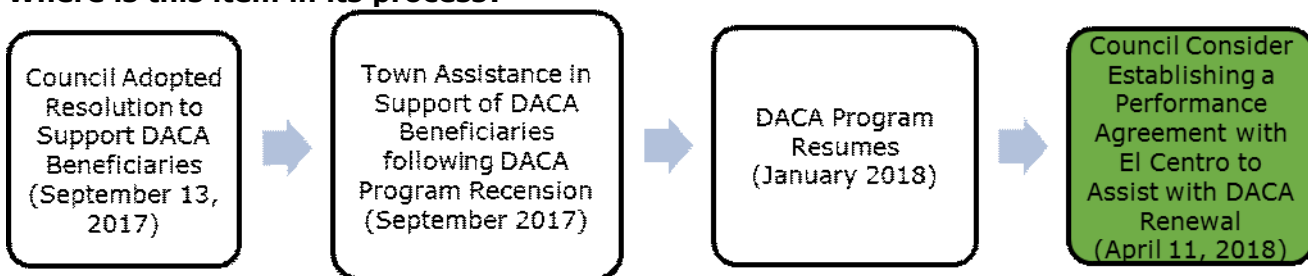 Where is this item in its process?
Council Adopted
Resolution to
Support DACA
Beneficiaries
(September 13,
2017)
Town Assistance in
Support of DACA
Beneficiaries
following DACA
Program Recension
(September 2017)
DACA Program
Resumes
(January 2018)
Council Consider
Establishing a
Performance
Agreement with
El Centro to
Assist with DACA
Renewal
(April 11, 2018)